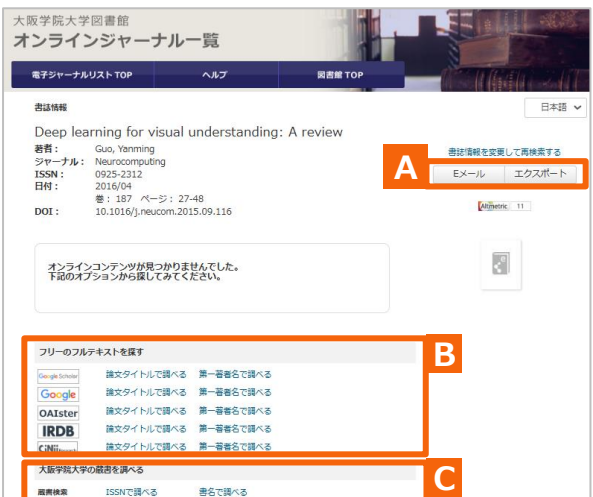 大阪学院大学図書館
オンラインジャーナル一覧
電子ジャーナルリスト TOP ヘルプ 図書館 TOP
書誌情報 日本語
Deep learning for visual understanding: A review
著者： Guo, Yanming
ジャーナル： Neurocomputing
ISSN： 0925-2312
日付： 2016/04
巻：187 ページ：27-48
DOI： 10.1016/j.neucom.2015.09.116
書誌情報を変更して再検索する
A
Eメール エクスポート
Altmetric 11
オンラインコンテンツが見つかりませんでした。
下記のオプションから探してみてください。
B
フリーのフルテキストを探す
Google Scholar 論文タイトルで調べる 第一著者名で調べる
Google 論文タイトルで調べる 第一著者名で調べる
OAIster 論文タイトルで調べる 第一著者名で調べる
IRDB 論文タイトルで調べる 第一著者名で調べる
CiNii 論文タイトルで調べる 第一著者名で調べる
C
大阪学院大学の蔵書を調べる
蔵書検索 ISSNで調べる 書名で調べる